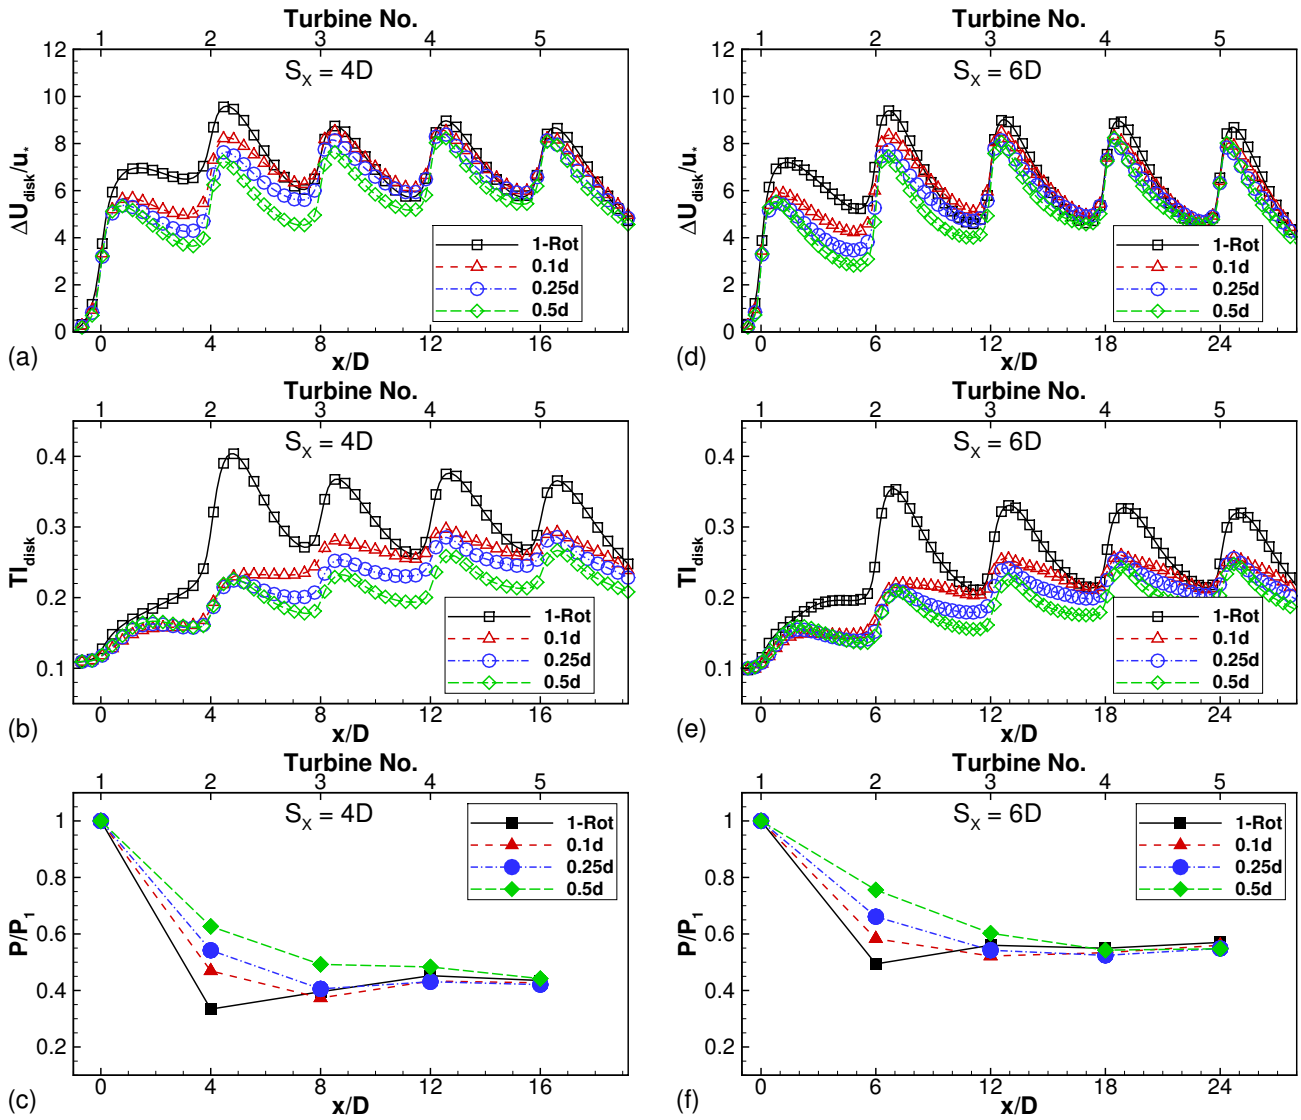 Turbine No.
1 2 3 4 5
S_X = 4D
ΔU_disk/u_*
12
10
8
6
4
2
0
1-Rot
0.1d
0.25d
0.5d
0 4 8 12 16
x/D
(a)
Turbine No.
1 2 3 4 5
S_X = 6D
ΔU_disk/u_*
12
10
8
6
4
2
0
1-Rot
0.1d
0.25d
0.5d
0 6 12 18 24
x/D
(d)
Turbine No.
1 2 3 4 5
S_X = 4D
TI_disk
0.4
0.3
0.2
0.1
1-Rot
0.1d
0.25d
0.5d
0 4 8 12 16
x/D
(b)
Turbine No.
1 2 3 4 5
S_X = 6D
TI_disk
0.4
0.3
0.2
0.1
1-Rot
0.1d
0.25d
0.5d
0 6 12 18 24
x/D
(e)
Turbine No.
1 2 3 4 5
S_X = 4D
P/P_1
1
0.8
0.6
0.4
0.2
1-Rot
0.1d
0.25d
0.5d
0 4 8 12 16
x/D
(c)
Turbine No.
1 2 3 4 5
S_X = 6D
P/P_1
1
0.8
0.6
0.4
0.2
1-Rot
0.1d
0.25d
0.5d
0 6 12 18 24
x/D
(f)